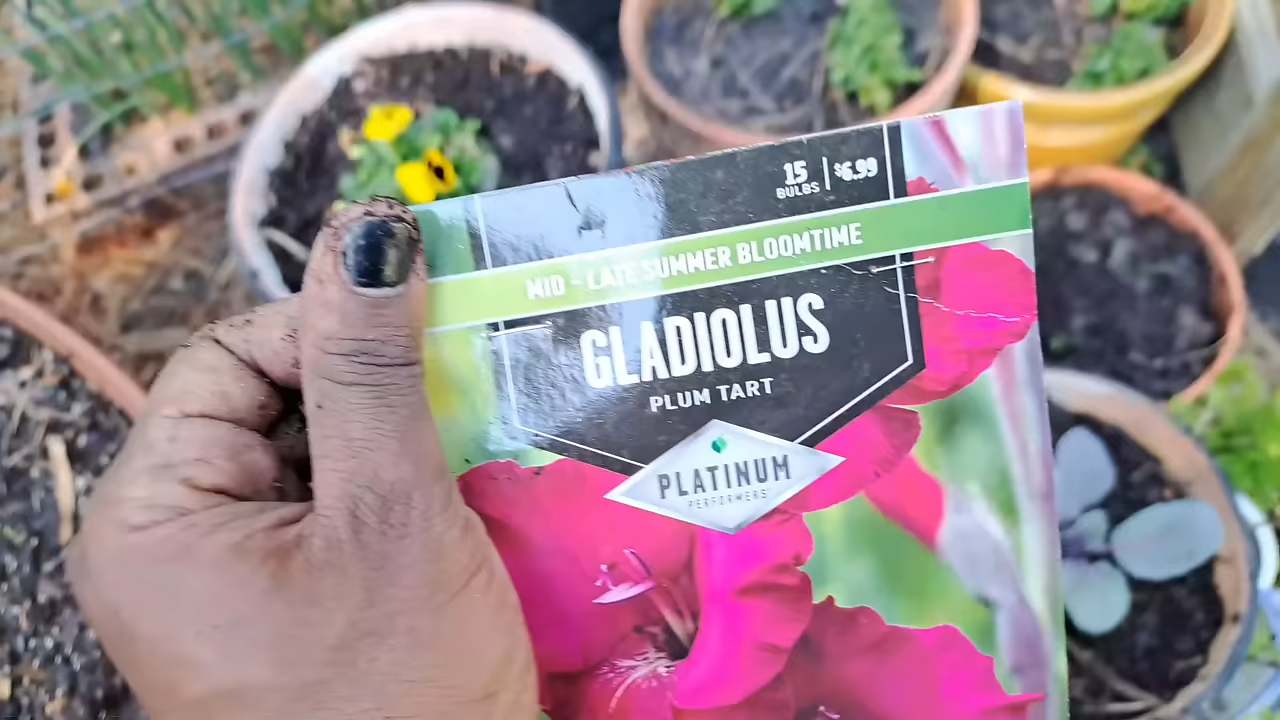 15 BULBS | $6.99
MID - LATE SUMMER BLOOMTIME
GLADIOLUS
PLUM TART
PLATINUM
PERFORMERS